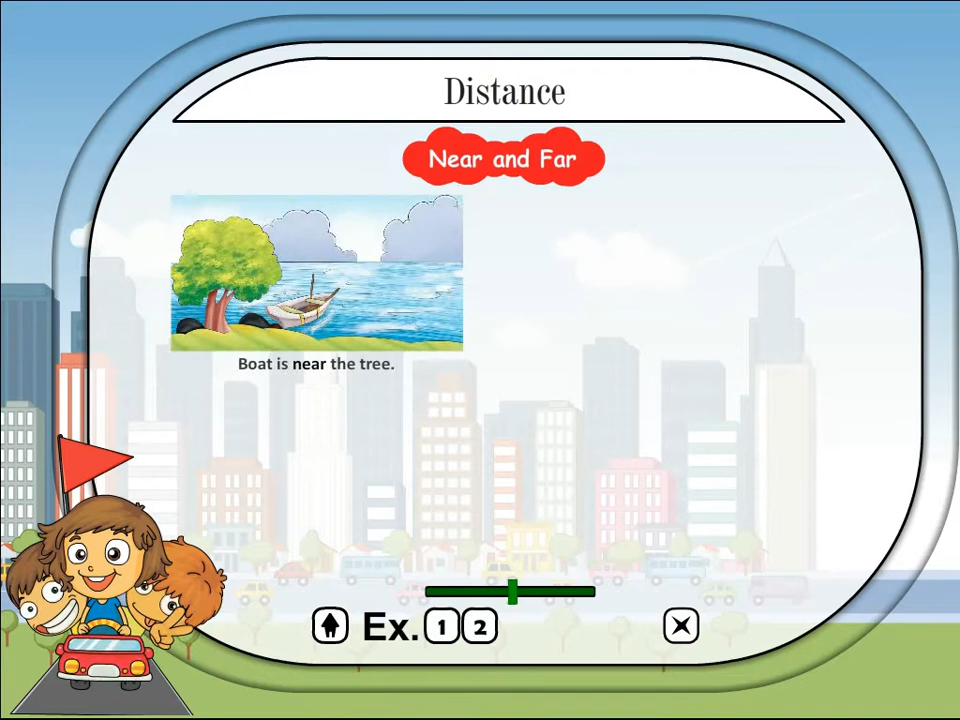 Distance
Near and Far
Boat is near the tree.
Ex. 1 2